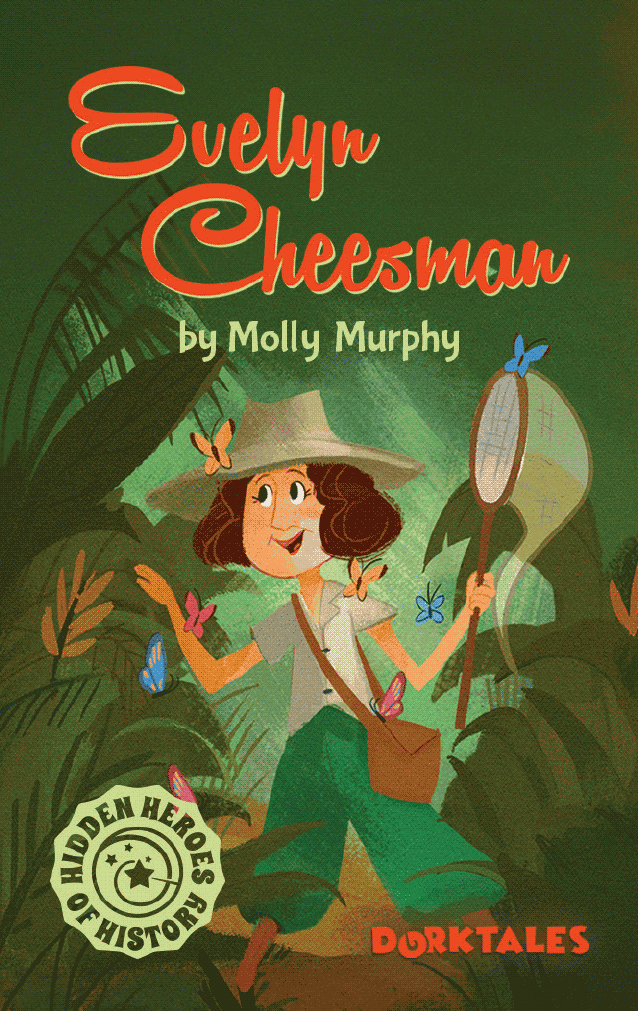 Evelyn
Cheesman
by Molly Murphy
HIDDEN HEROES
OF HISTORY
DORKTALES